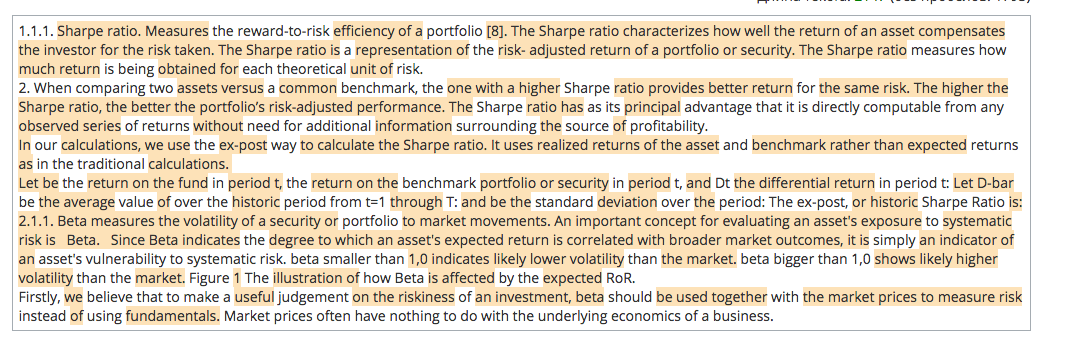 1.1.1. Sharpe ratio. Measures the reward-to-risk efficiency of a portfolio [8]. The Sharpe ratio characterizes how well the return of an asset compensates
the investor for the risk taken. The Sharpe ratio is a representation of the risk- adjusted return of a portfolio or security. The Sharpe ratio measures how
much return is being obtained for each theoretical unit of risk.
2. When comparing two assets versus a common benchmark, the one with a higher Sharpe ratio provides better return for the same risk. The higher the
Sharpe ratio, the better the portfolio’s risk-adjusted performance. The Sharpe ratio has as its principal advantage that it is directly computable from any
observed series of returns without need for additional information surrounding the source of profitability.
In our calculations, we use the ex-post way to calculate the Sharpe ratio. It uses realized returns of the asset and benchmark rather than expected returns
as in the traditional calculations.
Let be the return on the fund in period t, the return on the benchmark portfolio or security in period t, and Dt the differential return in period t: Let D-bar
be the average value of over the historic period from t=1 through T: and be the standard deviation over the period: The ex-post, or historic Sharpe Ratio is:
2.1.1. Beta measures the volatility of a security or portfolio to market movements. An important concept for evaluating an asset's exposure to systematic
risk is Beta. Since Beta indicates the degree to which an asset's expected return is correlated with broader market outcomes, it is simply an indicator of
an asset's vulnerability to systematic risk. beta smaller than 1,0 indicates likely lower volatility than the market. beta bigger than 1,0 shows likely higher
volatility than the market. Figure 1 The illustration of how Beta is affected by the expected RoR.
Firstly, we believe that to make a useful judgement on the riskiness of an investment, beta should be used together with the market prices to measure risk
instead of using fundamentals. Market prices often have nothing to do with the underlying economics of a business.